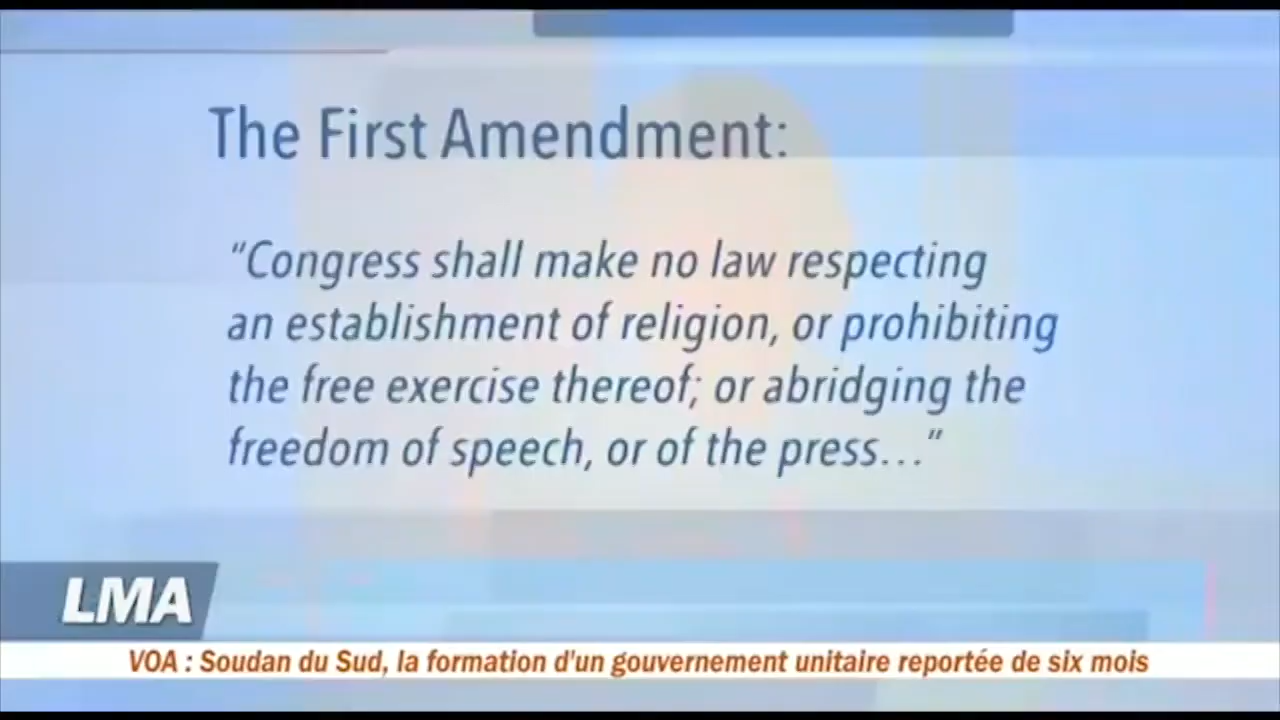 The First Amendment:
“Congress shall make no law respecting
an establishment of religion, or prohibiting
the free exercise thereof; or abridging the
freedom of speech, or of the press...”
LMA
VOA : Soudan du Sud, la formation d'un gouvernement unitaire reportée de six mois